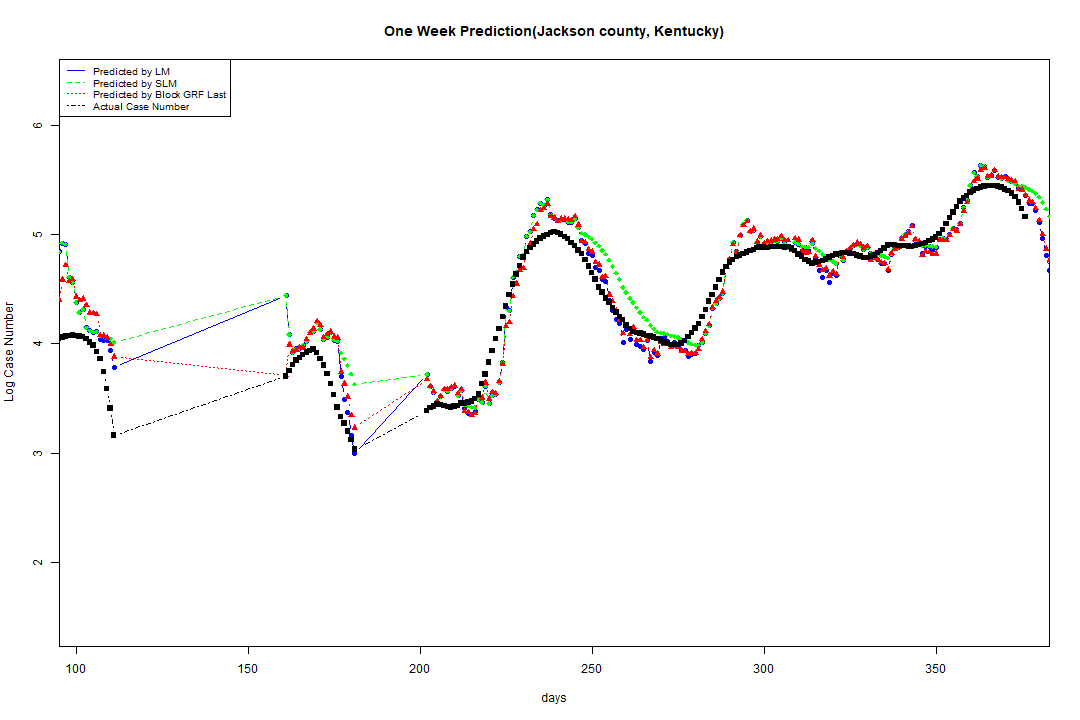 One Week Prediction(Jackson county, Kentucky)
Predicted by LM
Predicted by SLM
Predicted by Block GRF Last
Actual Case Number
6
5
4
3
2
Log Case Number
100 150 200 250 300 350
days